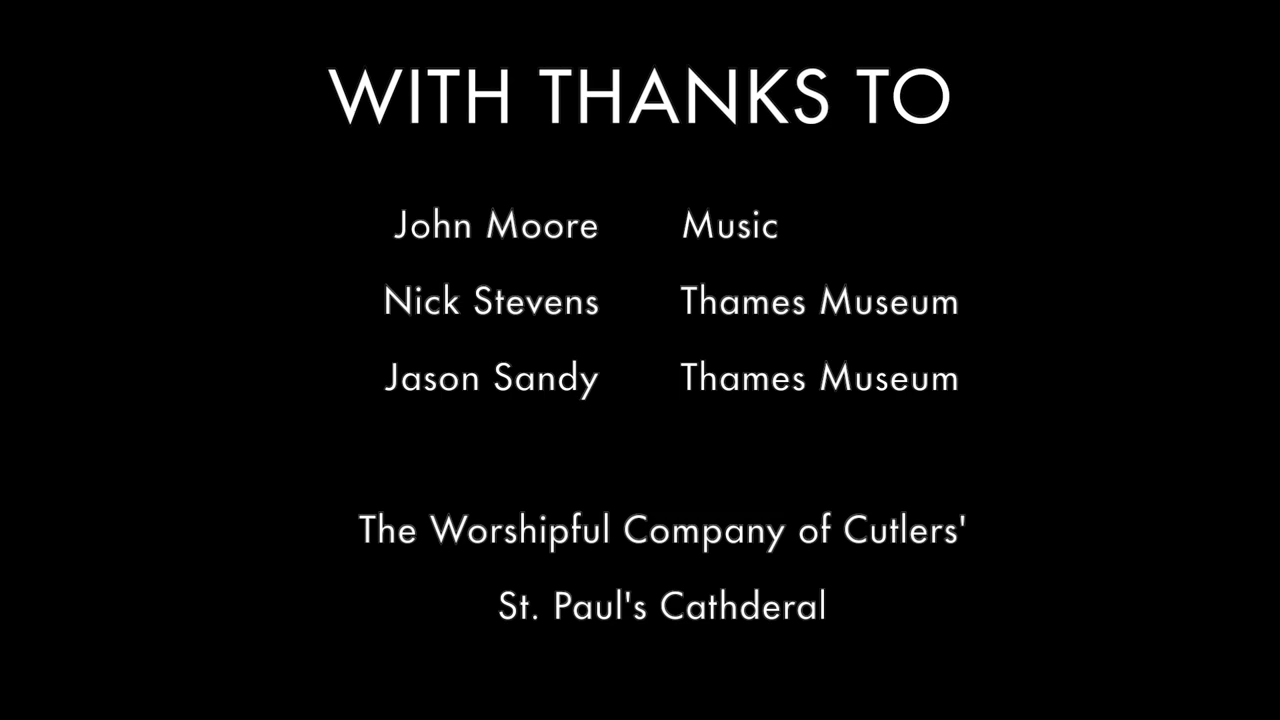 WITH THANKS TO
John Moore Music
Nick Stevens Thames Museum
Jason Sandy Thames Museum
The Worshipful Company of Cutlers'
St. Paul's Cathderal